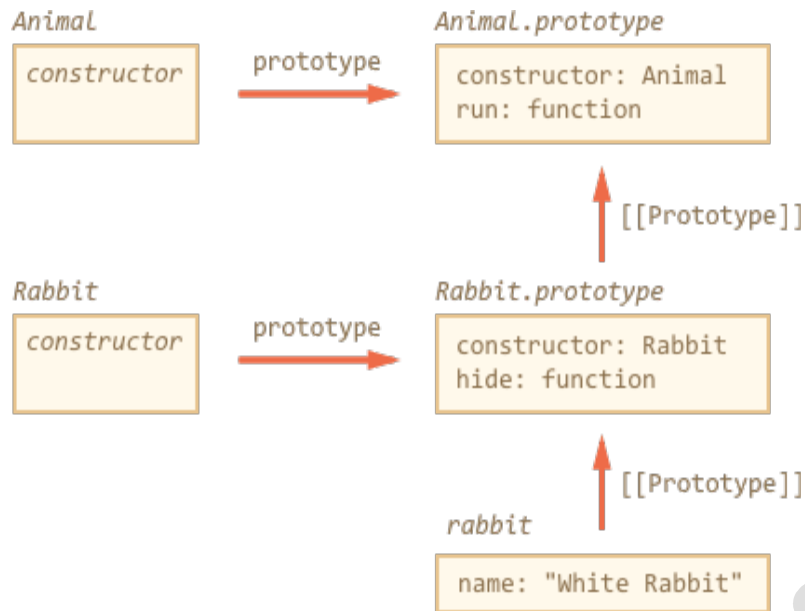 Animal
constructor
prototype
Animal.prototype
constructor: Animal
run: function
[[Prototype]]
Rabbit
constructor
prototype
Rabbit.prototype
constructor: Rabbit
hide: function
[[Prototype]]
rabbit
name: "White Rabbit"